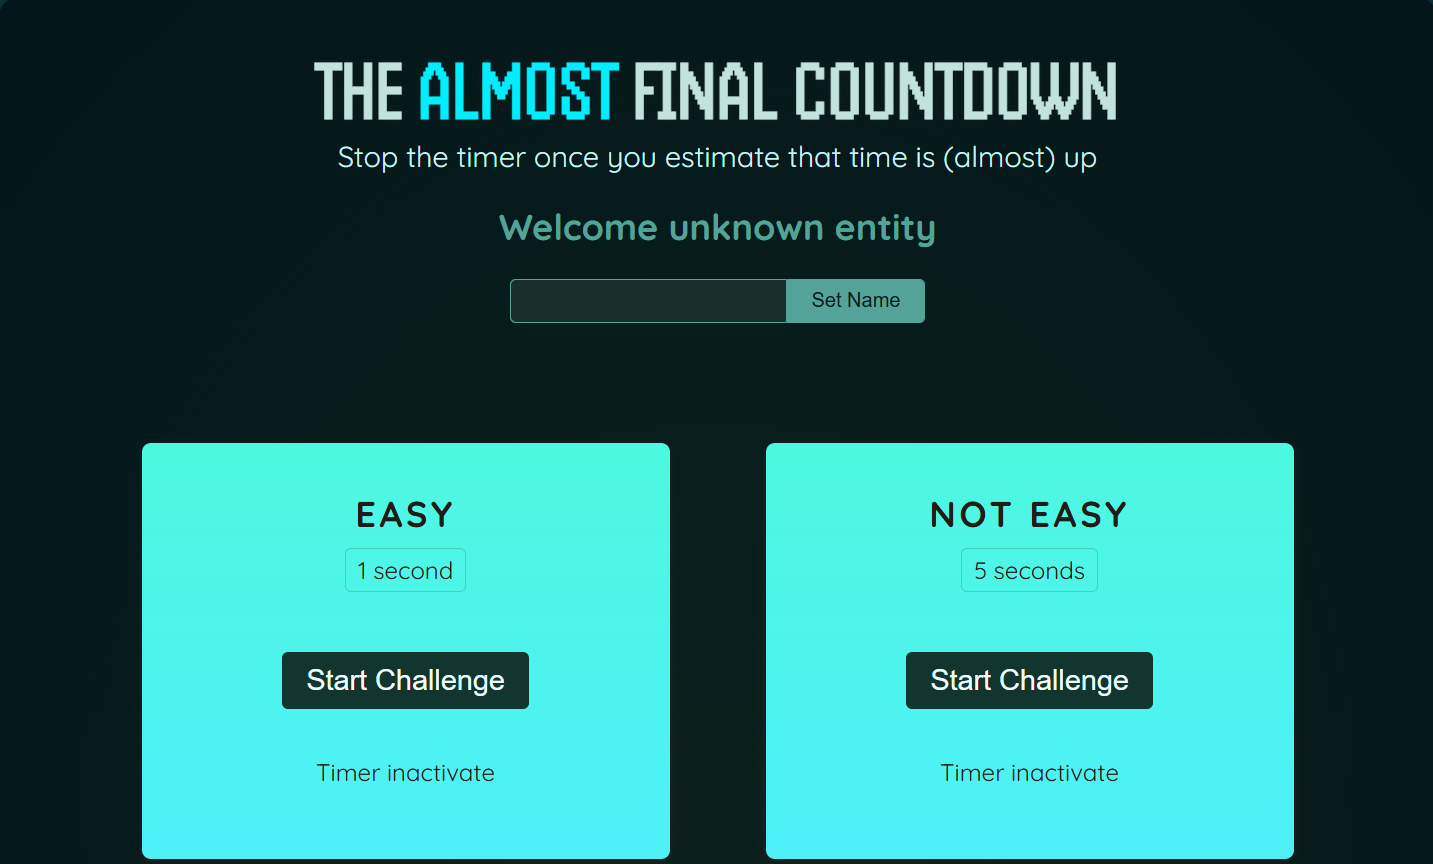 THE ALMOST FINAL COUNTDOWN
Stop the timer once you estimate that time is (almost) up
Welcome unknown entity
Set Name
EASY
1 second
Start Challenge
Timer inactivate
NOT EASY
5 seconds
Start Challenge
Timer inactivate